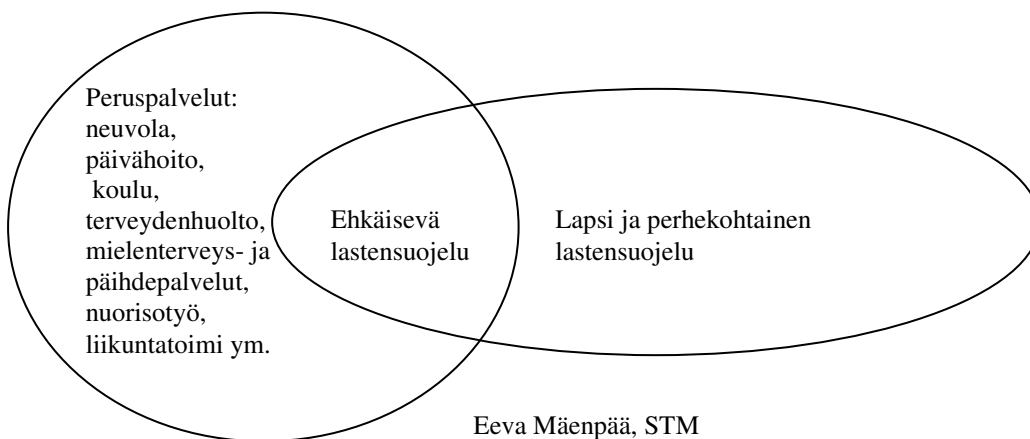 Peruspalvelut:
neuvola,
päivähoito,
koulu,
terveydenhuolto,
mielenterveys- ja
päihdepalvelut,
nuorisotyö,
liikuntatoimi ym.
Ehkäisevä
lastensuojelu
Lapsi ja perhekohtainen
lastensuojelu
Eeva Mäenpää, STM